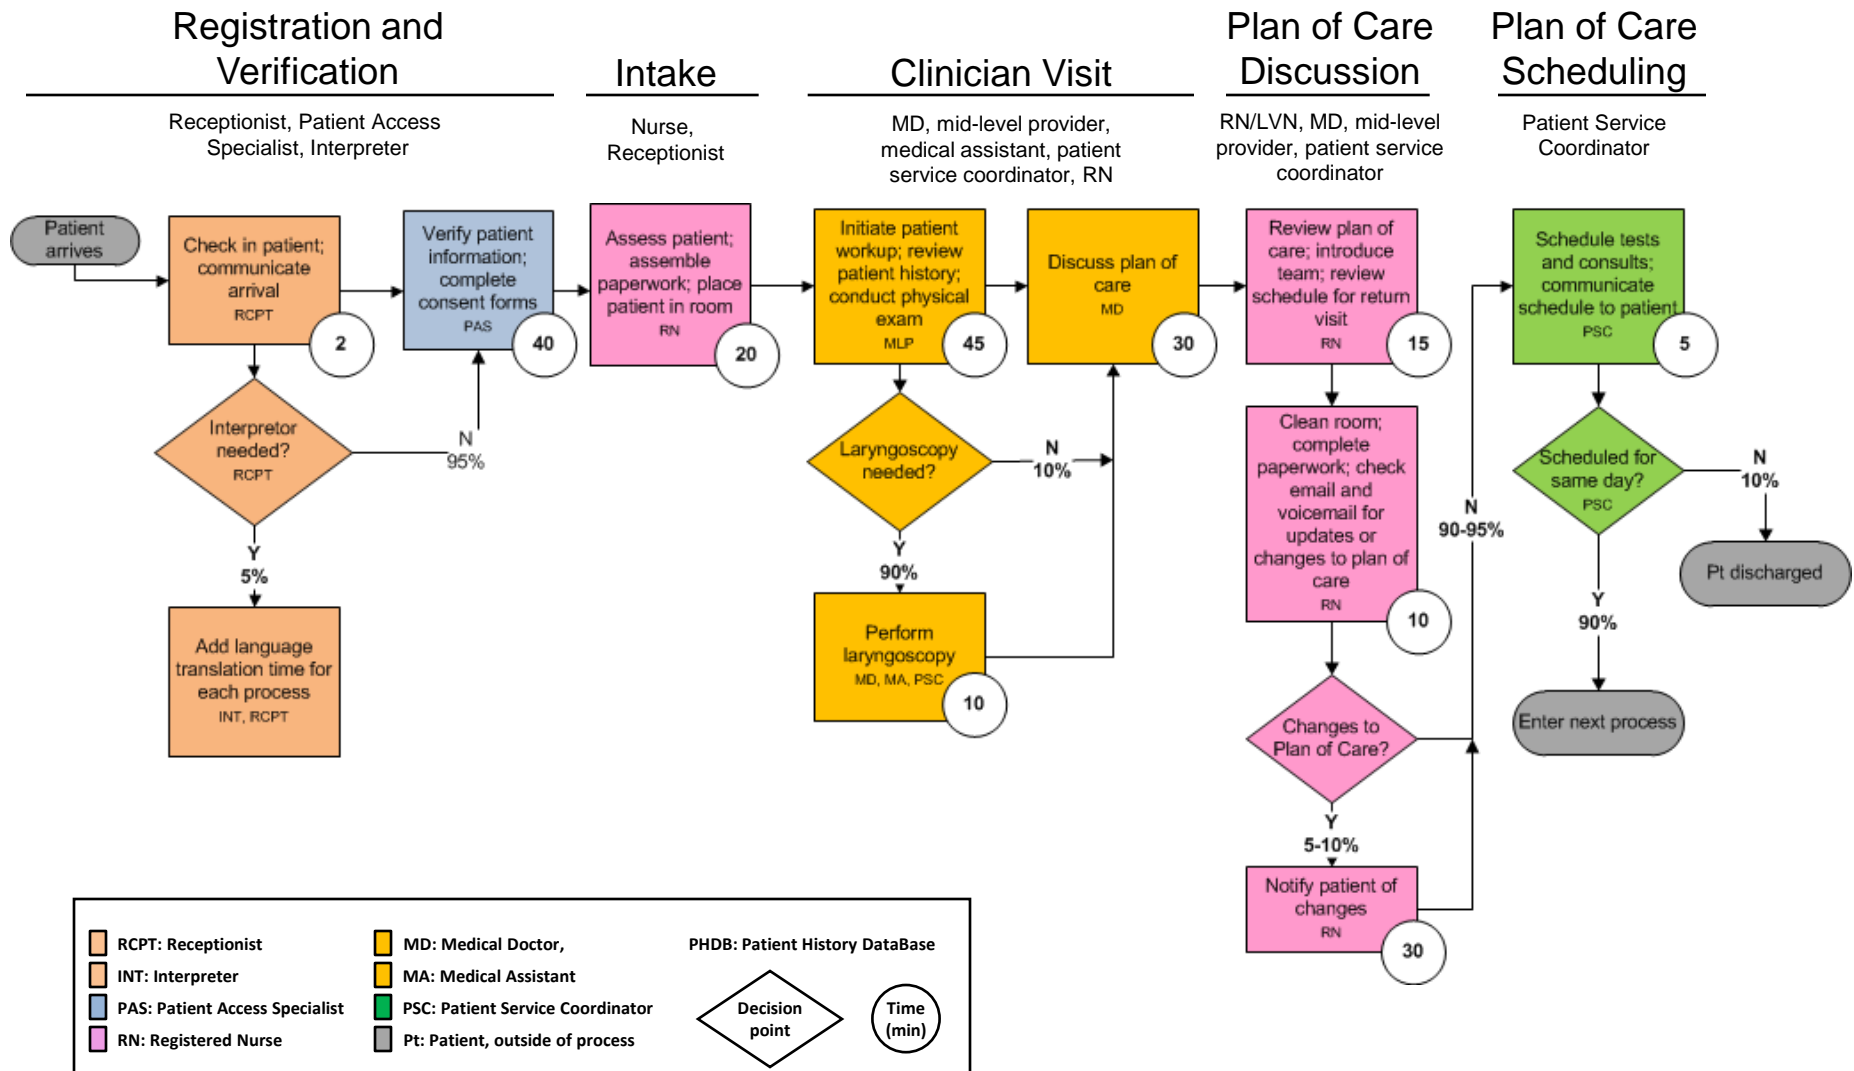 Registration and
Verification
Receptionist, Patient Access
Specialist, Interpreter
Intake
Nurse,
Receptionist
Clinician Visit
MD, mid-level provider,
medical assistant, patient
service coordinator, RN
Plan of Care
Discussion
RN/LVN, MD, mid-level
provider, patient service
coordinator
Plan of Care
Scheduling
Patient Service
Coordinator
Patient
arrives
Check in patient;
communicate
arrival
RCPT
2
Verify patient
information;
complete
consent forms
PAS
40
Assess patient;
assemble
paperwork; place
patient in room
RN
20
Initiate patient
workup; review
patient history;
conduct physical
exam
MLP
45
Discuss plan of
care
MD
30
Review plan of
care; introduce
team; review
schedule for return
visit
RN
15
Schedule tests
and consults;
communicate
schedule to patient
PSC
5
Interpretor
needed?
RCPT
N
95%
Y
5%
Add language
translation time for
each process
INT, RCPT
Laryngoscopy
needed?
N
10%
Y
90%
Perform
laryngoscopy
MD, MA, PSC
10
Clean room;
complete
paperwork; check
email and
voicemail for
updates or
changes to plan of
care
RN
10
Changes to
Plan of Care?
N
90-95%
Y
5-10%
Notify patient of
changes
RN
30
Scheduled for
same day?
PSC
N
10%
Pt discharged
Y
90%
Enter next process
RCPT: Receptionist
INT: Interpreter
PAS: Patient Access Specialist
RN: Registered Nurse
MD: Medical Doctor,
MA: Medical Assistant
PSC: Patient Service Coordinator
Pt: Patient, outside of process
PHDB: Patient History DataBase
Decision
point
Time
(min)